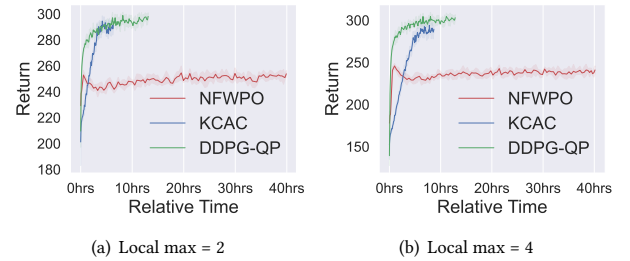 300
280
260
240
220
200
180
Return
NFWPO
KCAC
DDPG-QP
0hrs 10hrs 20hrs 30hrs 40hrs
Relative Time
(a) Local max = 2
300
250
200
150
Return
NFWPO
KCAC
DDPG-QP
0hrs 10hrs 20hrs 30hrs 40hrs
Relative Time
(b) Local max = 4